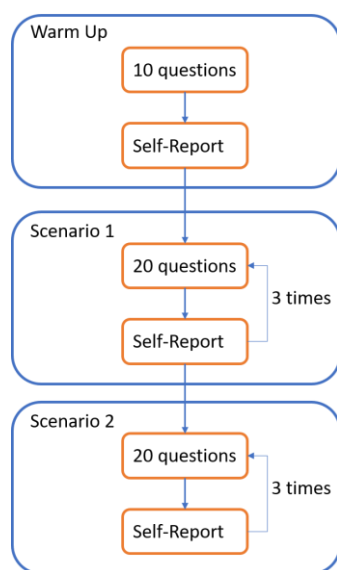 Warm Up
10 questions
Self-Report
Scenario 1
20 questions
3 times
Self-Report
Scenario 2
20 questions
3 times
Self-Report